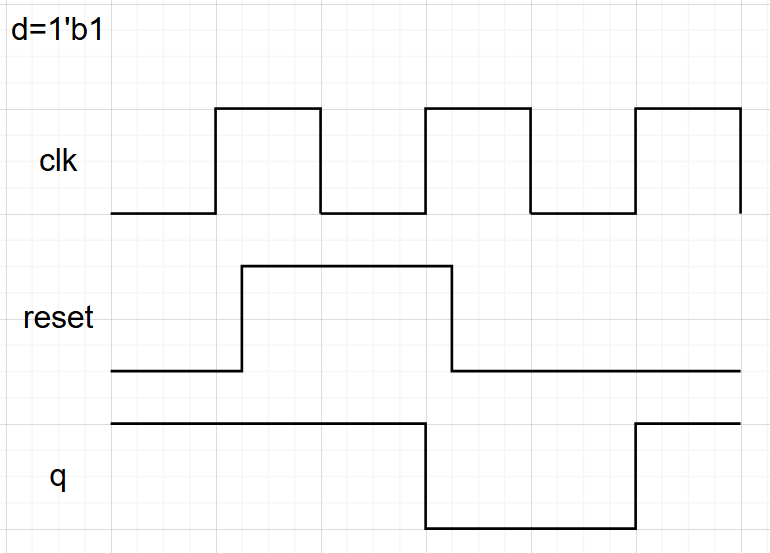 d=1'b1
clk
reset
q